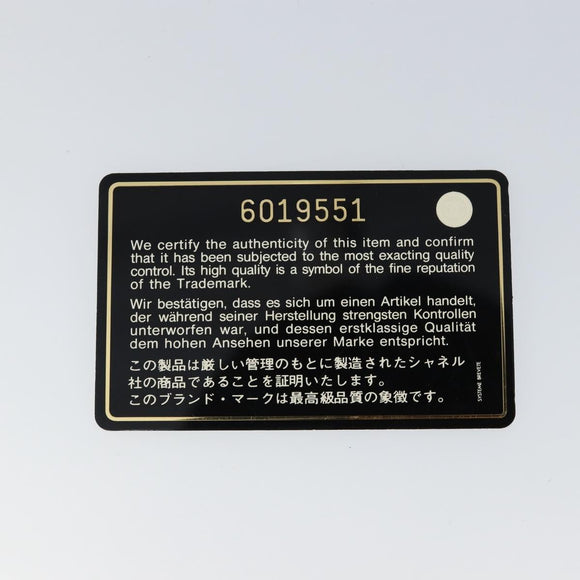 6019551
We certify the authenticity of this item and confirm
that it has been subjected to the most exacting quality
control. Its high quality is a symbol of the fine reputation
of the Trademark.
Wir bestätigen, dass es sich um einen Artikel handelt,
der während seiner Herstellung strengsten Kontrollen
unterworfen war, und dessen erstklassige Qualität
dem hohen Ansehen unserer Marke entspricht.
この製品は厳しい管理のもとに製造されたシャネル
社の商品であることを証明いたします。
このブランド・マークは最高級品質の象徴です。
SYSTEME BREVETE